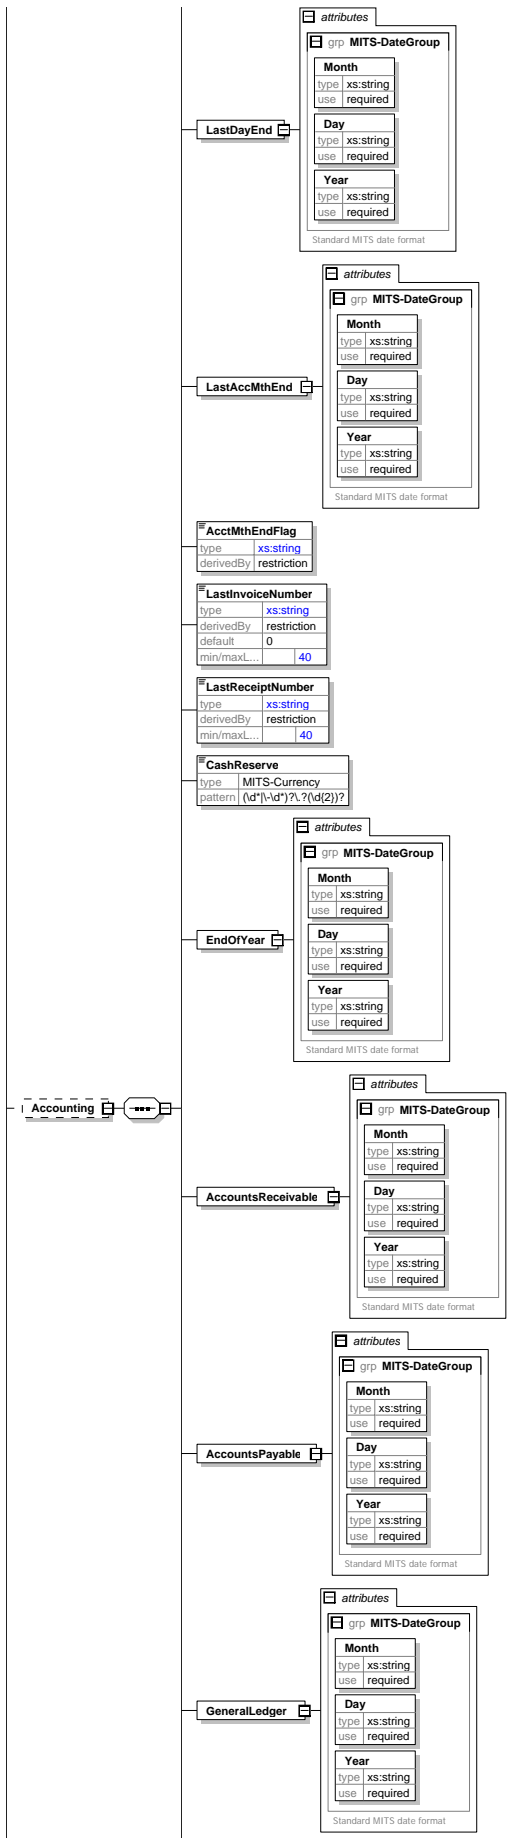 attributes
grp MITS-DateGroup
Month
type xs:string
use required
Day
type xs:string
use required
Year
type xs:string
use required
Standard MITS date format
LastDayEnd
attributes
grp MITS-DateGroup
Month
type xs:string
use required
Day
type xs:string
use required
Year
type xs:string
use required
Standard MITS date format
LastAccMthEnd
AcctMthEndFlag
type xs:string
derivedBy restriction
LastInvoiceNumber
type xs:string
derivedBy restriction
default 0
min/maxL... 40
LastReceiptNumber
type xs:string
derivedBy restriction
min/maxL... 40
CashReserve
type MITS-Currency
pattern (\d*|\-\d*)?\.?(\d{2})?
attributes
grp MITS-DateGroup
Month
type xs:string
use required
Day
type xs:string
use required
Year
type xs:string
use required
Standard MITS date format
EndOfYear
Accounting
attributes
grp MITS-DateGroup
Month
type xs:string
use required
Day
type xs:string
use required
Year
type xs:string
use required
Standard MITS date format
AccountsReceivable
attributes
grp MITS-DateGroup
Month
type xs:string
use required
Day
type xs:string
use required
Year
type xs:string
use required
Standard MITS date format
AccountsPayable
attributes
grp MITS-DateGroup
Month
type xs:string
use required
Day
type xs:string
use required
Year
type xs:string
use required
Standard MITS date format
GeneralLedger